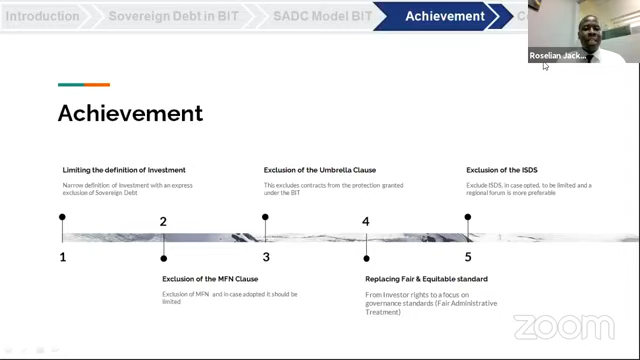 Introduction
Sovereign Debt in BIT
SADC Model BIT
Achievement
Roselian Jack...
Achievement
Limiting the definition of Investment
Narrow definition of investment with an express
exclusion of Sovereign Debt
Exclusion of the Umbrella Clause
This excludes contracts from the protection granted
under the BIT
Exclusion of the ISDS
Exclude ISDS, in case opted, to be limited and a
regional forum is more preferable
2
4
1
3
5
Exclusion of the MFN Clause
Exclusion of MFN and in case adopted it should be
limited
Replacing Fair & Equitable standard
From Investor rights to a focus on
governance standards (Fair Administrative
Treatment)
zoom